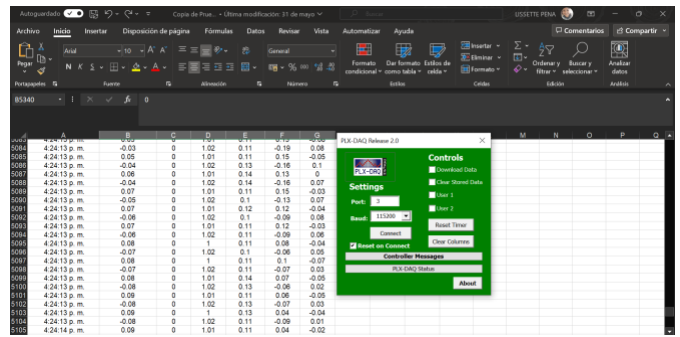 Autoguardado Copia de Prue... • Última modificación: 31 de mayo LISSETTE PENA
Archivo Inicio Insertar Disposición de página Fórmulas Datos Revisar Vista Automatizar Ayuda Comentarios Compartir
Pegar Arial 10 N K S General Formato condicional Dar formato como tabla Estilos de celda Insertar Eliminar Formato Ordenar y filtrar Buscar y seleccionar Analizar datos
Portapapeles Fuente Alineación Número Estilos Celdas Edición Análisis
B5340 fx 0
A B C D E F G M N O P Q
5083 4:24:13 p. m. 0.05 0 1.01 0.11 0.13 -0.06
5084 4:24:13 p. m. -0.03 0 1.02 0.11 -0.19 0.08
5085 4:24:13 p. m. 0.05 0 1.01 0.11 0.15 -0.05
5086 4:24:13 p. m. -0.04 0 1.02 0.13 -0.16 0.1
5087 4:24:13 p. m. 0.06 0 1.01 0.14 0.13 0
5088 4:24:13 p. m. -0.04 0 1.02 0.14 -0.16 0.07
5089 4:24:13 p. m. 0.07 0 1.01 0.11 0.15 -0.03
5090 4:24:13 p. m. -0.05 0 1.02 0.1 -0.13 0.07
5091 4:24:13 p. m. 0.07 0 1.01 0.12 0.12 -0.04
5092 4:24:13 p. m. -0.06 0 1.02 0.1 -0.09 0.08
5093 4:24:13 p. m. 0.07 0 1.01 0.11 0.12 -0.03
5094 4:24:13 p. m. -0.06 0 1.02 0.11 -0.09 0.06
5095 4:24:13 p. m. 0.08 0 1 0.11 0.08 -0.04
5096 4:24:13 p. m. -0.07 0 1.02 0.1 -0.06 0.05
5097 4:24:13 p. m. 0.08 0 1 0.11 0.1 -0.07
5098 4:24:13 p. m. -0.07 0 1.02 0.11 -0.07 0.03
5099 4:24:13 p. m. 0.08 0 1.01 0.14 0.07 -0.05
5100 4:24:13 p. m. -0.08 0 1.02 0.13 -0.06 0.02
5101 4:24:13 p. m. 0.09 0 1.01 0.11 0.06 -0.05
5102 4:24:13 p. m. -0.08 0 1.02 0.13 -0.07 0.03
5103 4:24:13 p. m. 0.09 0 1 0.13 0.04 -0.04
5104 4:24:13 p. m. -0.08 0 1.02 0.11 -0.09 0.01
5105 4:24:14 p. m. 0.09 0 1.01 0.11 0.04 -0.02
PLX-DAQ Release 2.0
PLX-DAQ
Settings
Port: 3
Baud: 115200
Connect
Reset on Connect
Controls
Download Data
Clear Stored Data
User 1
User 2
Reset Timer
Clear Columns
Controller Messages
PLX-DAQ Status
About